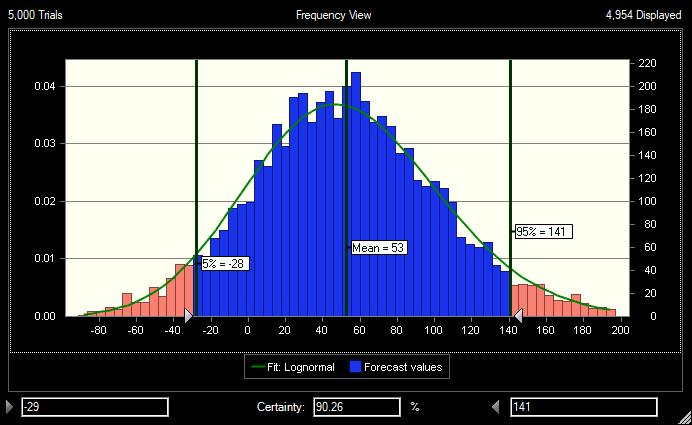 5,000 Trials Frequency View 4,954 Displayed
220
0.04 200
180
160
0.03 140
120
0.02 100
95% = 141
80
Mean = 53 60
0.01
5% = -28 40
20
0.00 0
-80 -60 -40 -20 0 20 40 60 80 100 120 140 160 180 200
Fit: Lognormal Forecast values
-29 Certainty: 90.26 % 141